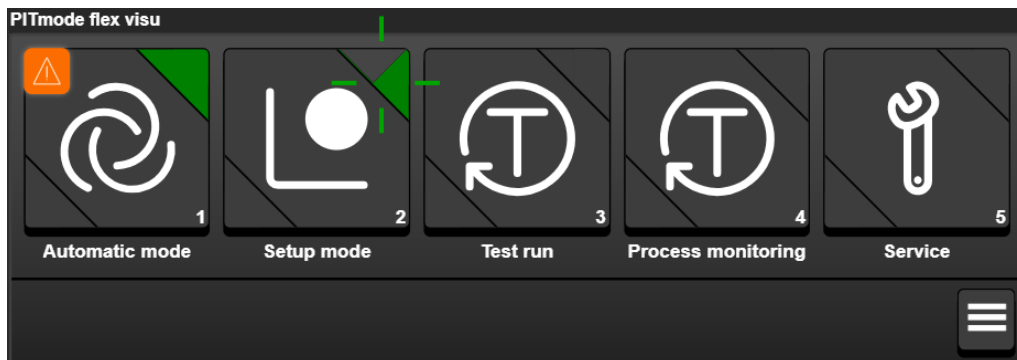 PITmode flex visu
1
2
T
3
T
4
5
Automatic mode
Setup mode
Test run
Process monitoring
Service